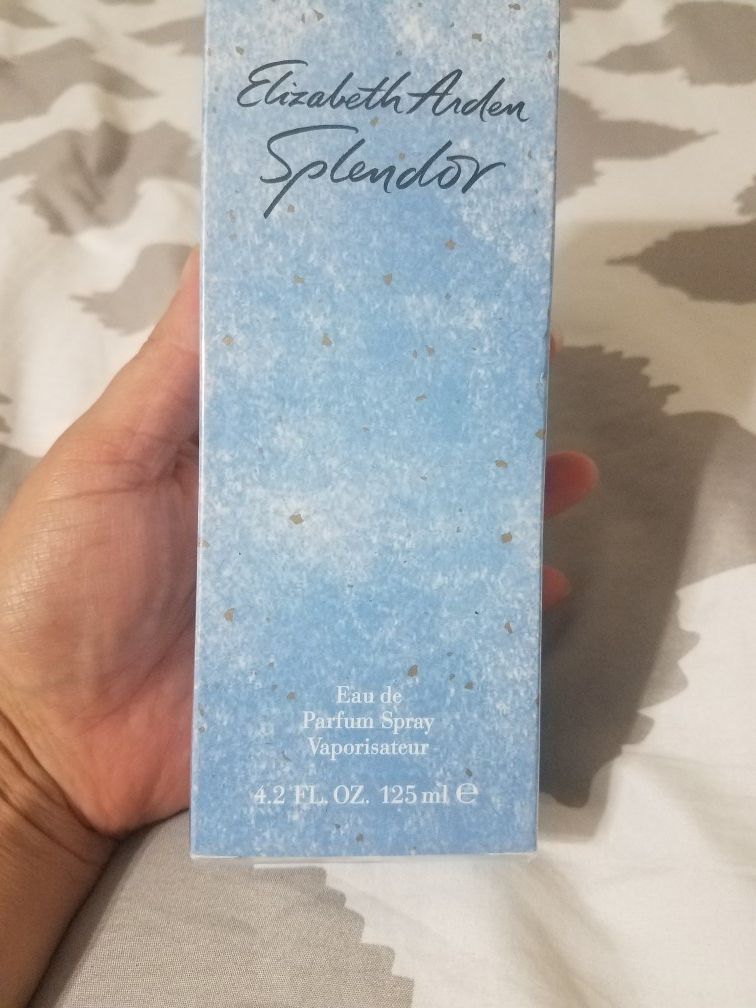 Elizabeth Arden
Splendor
Eau de
Parfum Spray
Vaporisateur
4.2 FL. OZ. 125 ml ℮